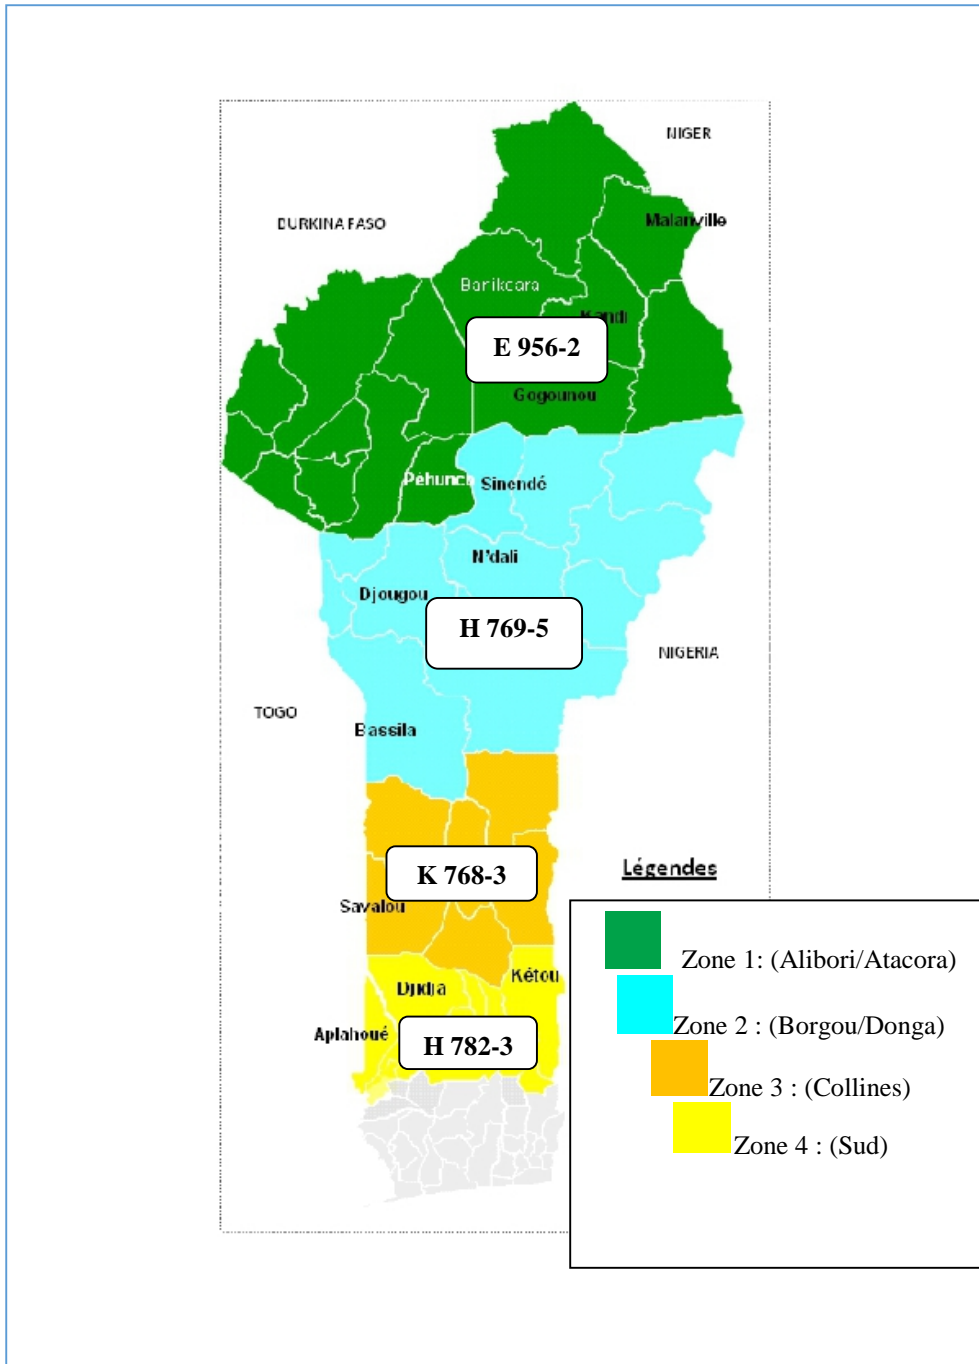 NIGER
BURKINA FASO
Malanville
Banikoara
Kandi
E 956-2
Gogounou
Péhunco
Sinendé
N'dali
Djougou
H 769-5
NIGERIA
TOGO
Bassila
K 768-3
Légendes
Savalou
Zone 1: (Alibori/Atacora)
Kétou
Djidja
Zone 2 : (Borgou/Donga)
Aplahoué
H 782-3
Zone 3 : (Collines)
Zone 4 : (Sud)